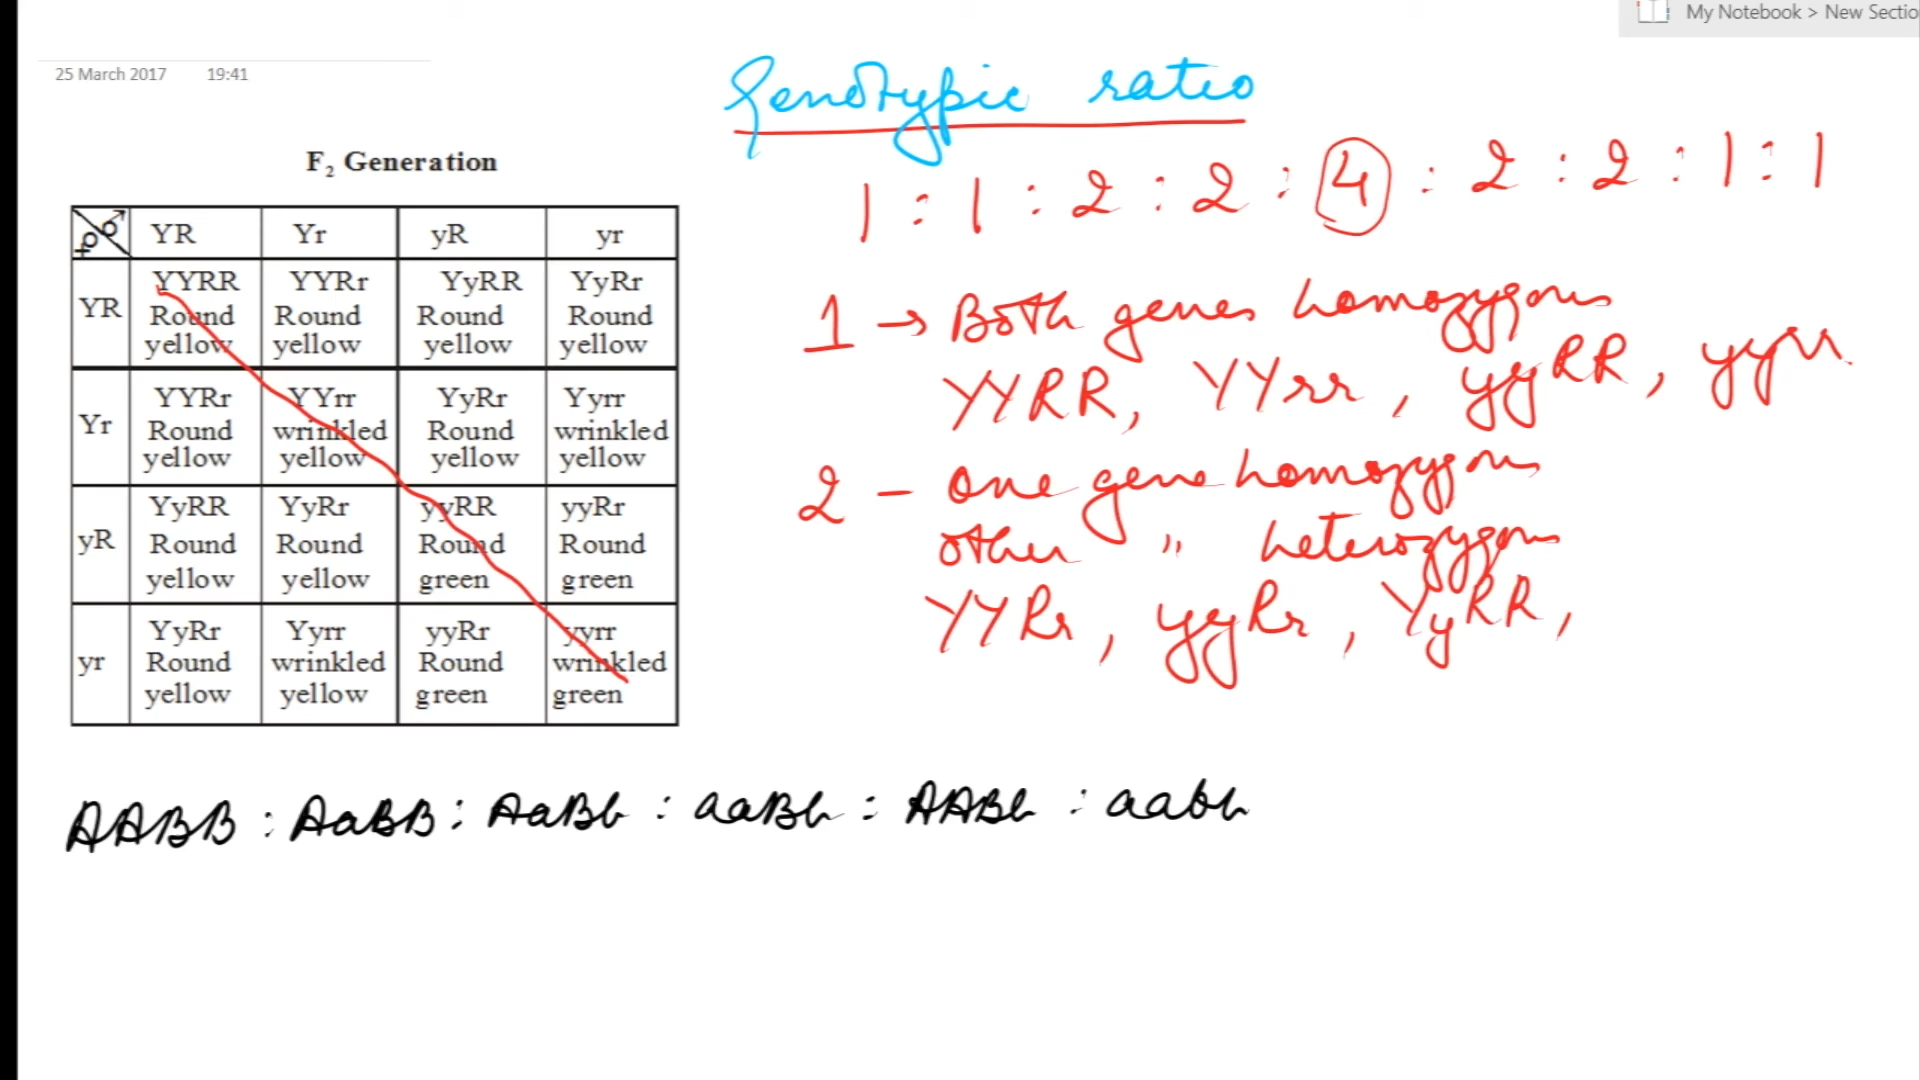 My Notebook > New Sectio
25 March 2017 19:41
Genotypic ratio
1 : 1 : 2 : 2 : 4 : 2 : 2 : 1 : 1
F₂ Generation
♀ ♂ YR Yr yR yr
YR YYRR Round yellow YYRr Round yellow YyRR Round yellow YyRr Round yellow
Yr YYRr Round yellow YYrr wrinkled yellow YyRr Round yellow Yyrr wrinkled yellow
yR YyRR Round yellow YyRr Round yellow yyRR Round green yyRr Round green
yr YyRr Round yellow Yyrr wrinkled yellow yyRr Round green yyrr wrinkled green
1 → Both genes homozygous
YYRR, YYrr, yyRR, yyrr.
2 - One gene homozygous
other " heterozygous
YYRr, yyRr, YyRR,
AABB : AaBB : AaBb : aaBb : AABb : aabb